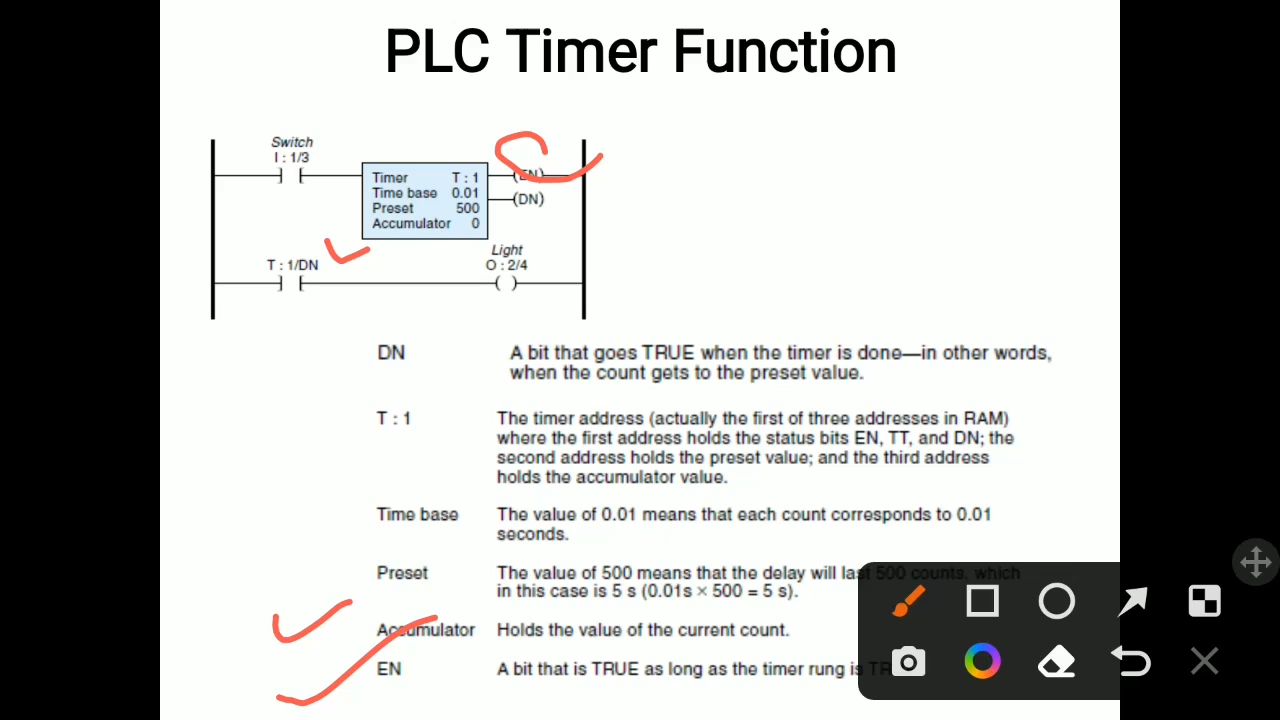 PLC Timer Function
Switch
I : 1/3
Timer T : 1
Time base 0.01
Preset 500
Accumulator 0
(EN)
(DN)
Light
T : 1/DN O : 2/4
DN A bit that goes TRUE when the timer is done—in other words,
when the count gets to the preset value.
T : 1 The timer address (actually the first of three addresses in RAM)
where the first address holds the status bits EN, TT, and DN; the
second address holds the preset value; and the third address
holds the accumulator value.
Time base The value of 0.01 means that each count corresponds to 0.01
seconds.
Preset The value of 500 means that the delay will last 500 counts, which
in this case is 5 s (0.01s × 500 = 5 s).
Accumulator Holds the value of the current count.
EN A bit that is TRUE as long as the timer rung is